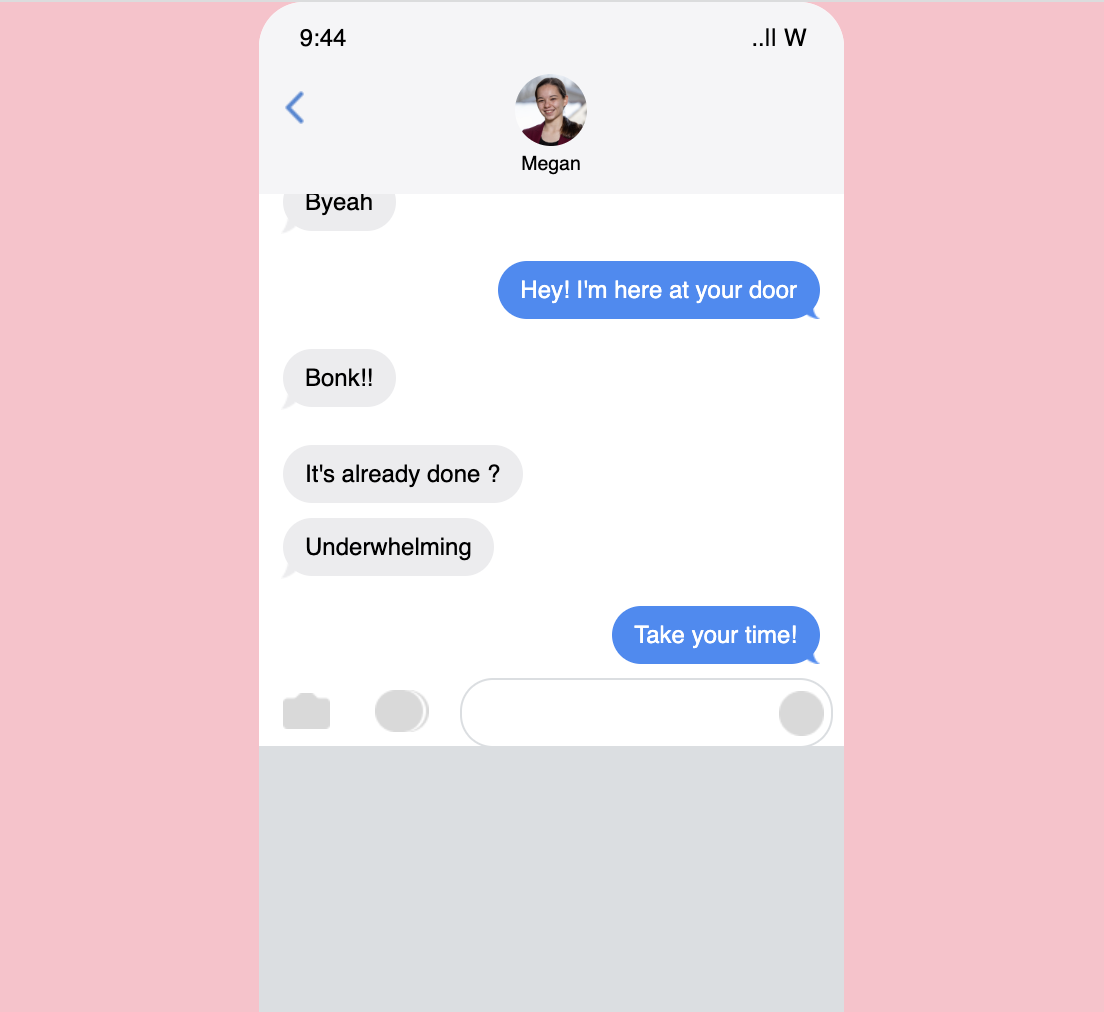 9:44
..ll W
Megan
Byeah
Hey! I'm here at your door
Bonk!!
It's already done ?
Underwhelming
Take your time!